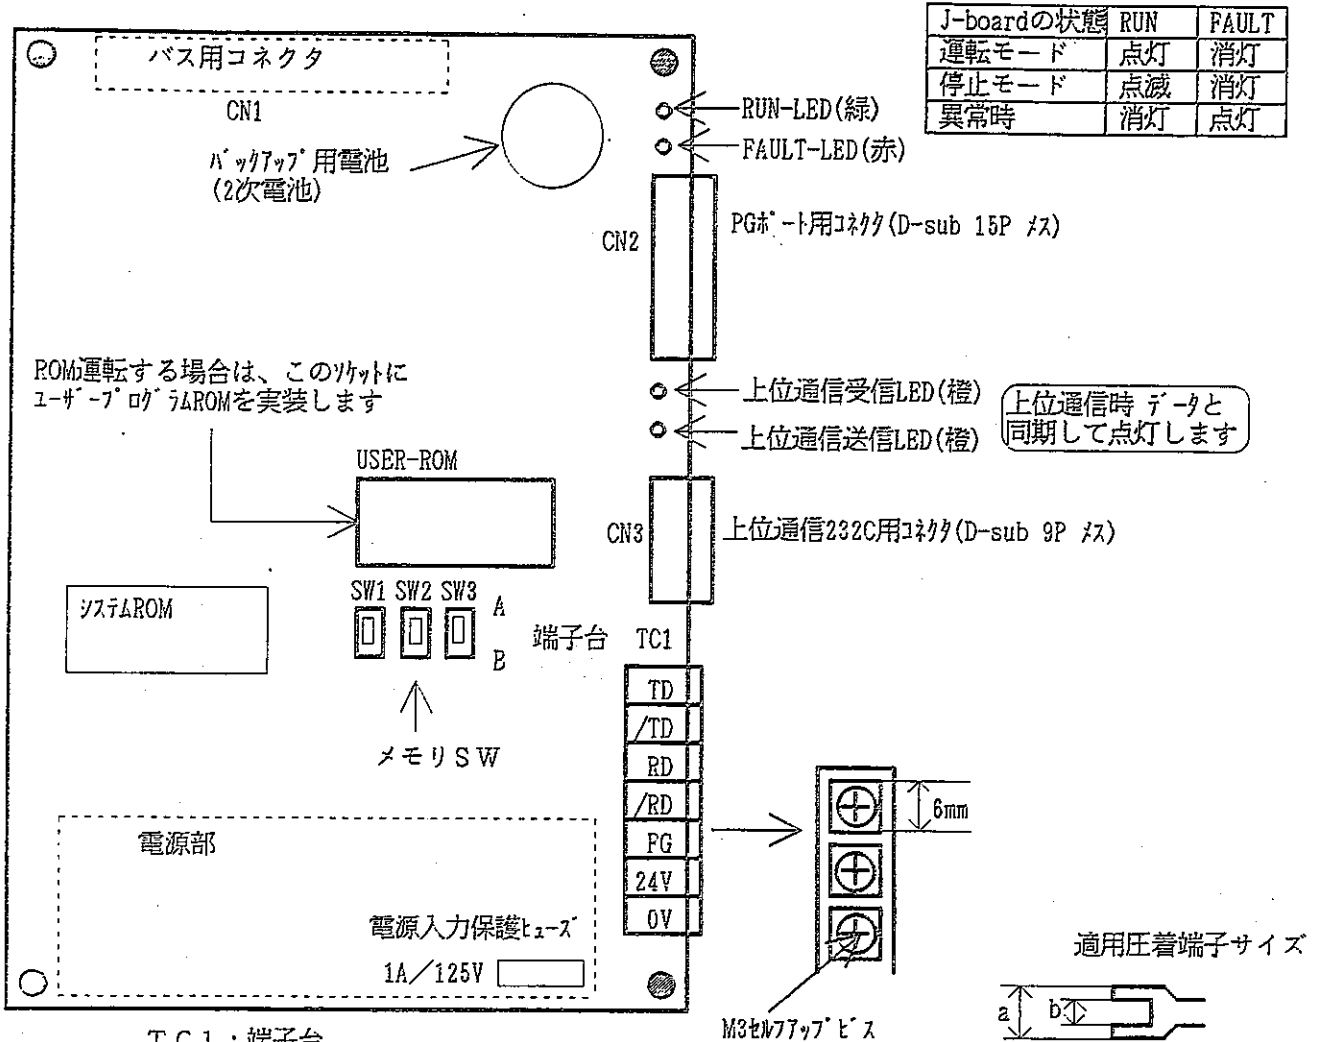 J-boardの状態 RUN FAULT
運転モード 点灯 消灯
停止モード 点滅 消灯
異常時 消灯 点灯
バス用コネクタ
CN1
RUN-LED(緑)
FAULT-LED(赤)
バックアップ用電池
(2次電池)
CN2
PGポート用コネクタ(D-sub 15P メス)
ROM運転する場合は、このソケットに
ユーザープログラムROMを実装します
上位通信受信LED(橙)
上位通信送信LED(橙)
上位通信時 データと
同期して点灯します
USER-ROM
CN3
上位通信232C用コネクタ(D-sub 9P メス)
システムROM
SW1 SW2 SW3
A
B
メモリSW
端子台 TC1
TD
/TD
RD
/RD
FG
24V
0V
6mm
電源部
電源入力保護ヒューズ
1A/125V
M3セルフアップビス
適用圧着端子サイズ
a
b
TC1:端子台